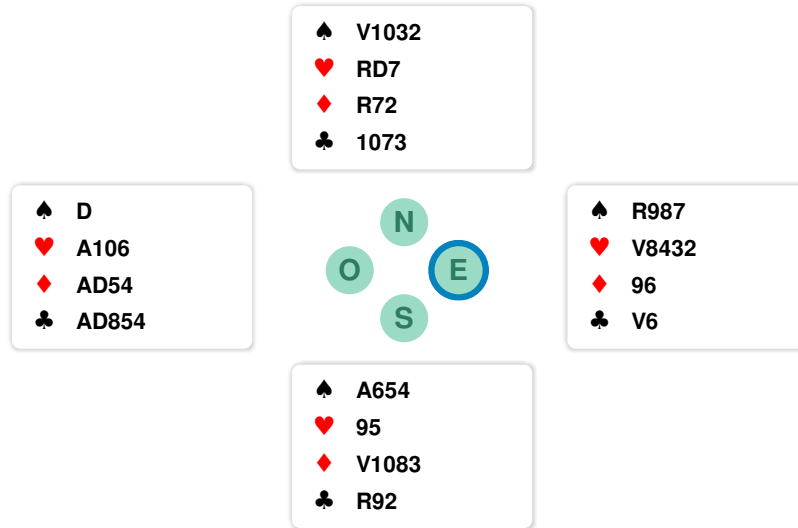 ♠ V1032
♥ RD7
♦ R72
♣ 1073
♠ D
♥ A106
♦ AD54
♣ AD854
N
O
E
S
♠ R987
♥ V8432
♦ 96
♣ V6
♠ A654
♥ 95
♦ V1083
♣ R92